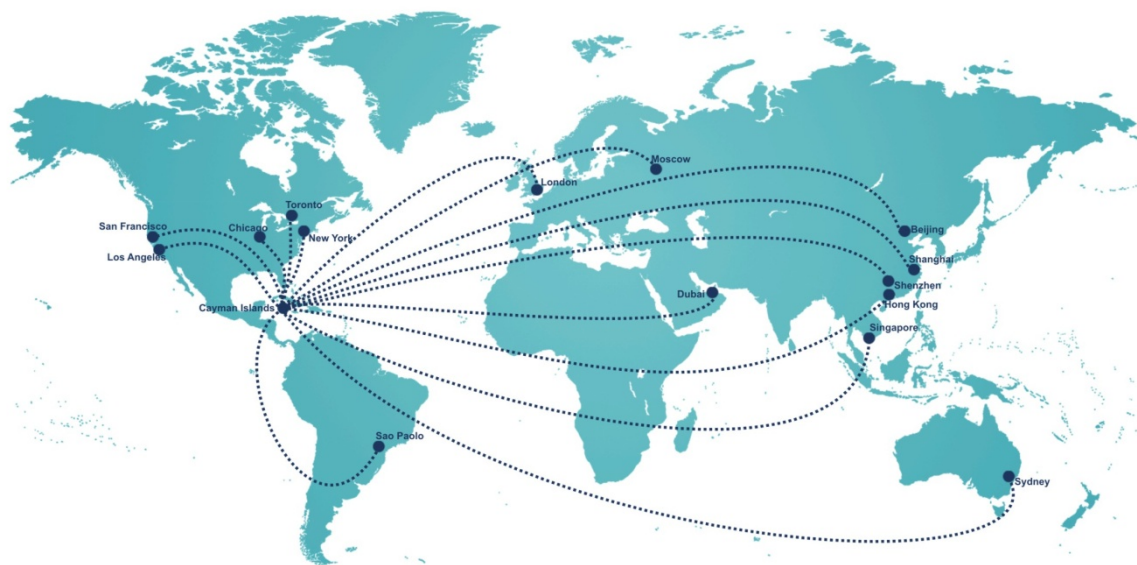 Moscow
London
Toronto
San Francisco
Chicago
New York
Beijing
Los Angeles
Shanghai
Shenzhen
Dubai
Hong Kong
Cayman Islands
Singapore
Sao Paolo
Sydney